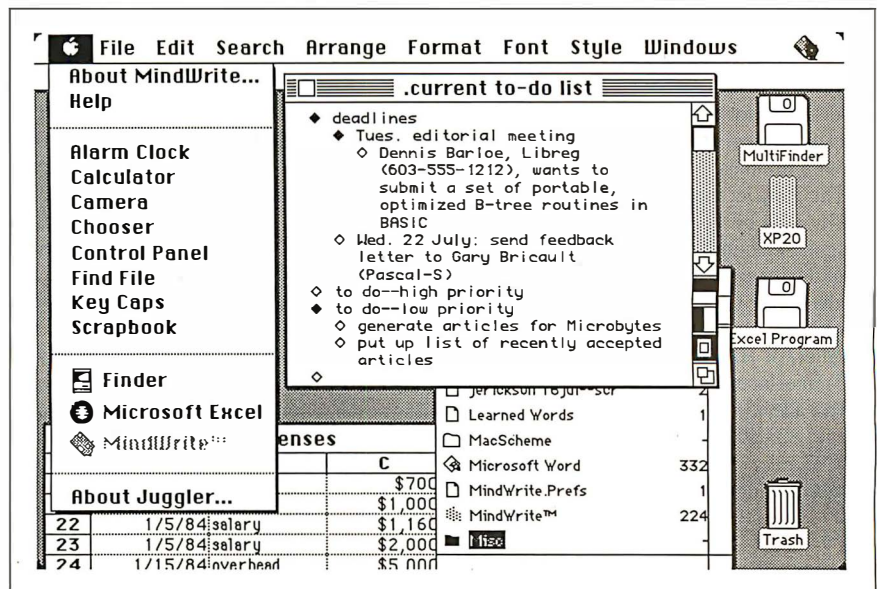 File Edit Search Arrange Format Font Style Windows
About MindWrite...
Help
Alarm Clock
Calculator
Camera
Chooser
Control Panel
Find File
Key Caps
Scrapbook
Finder
Microsoft Excel
MindWrite™
About Juggler...
.current to-do list
deadlines
Tues. editorial meeting
Dennis Barloe, Libreg
(603-555-1212), wants to
submit a set of portable,
optimized B-tree routines in
BASIC
Wed. 22 July: send feedback
letter to Gary Bricault
(Pascal-S)
to do--high priority
to do--low priority
generate articles for Microbytes
put up list of recently accepted
articles
MultiFinder
XP20
Excel Program
Trash
jerickson 16jul--scr 2
Learned Words 1
MacScheme -
Microsoft Word 332
MindWrite.Prefs 1
MindWrite™ 224
Misc -
enses
C
$700
$1,000
22 1/5/84 salary $1,160
23 1/5/84 salary $2,000
24 1/15/84 overhead $5,000